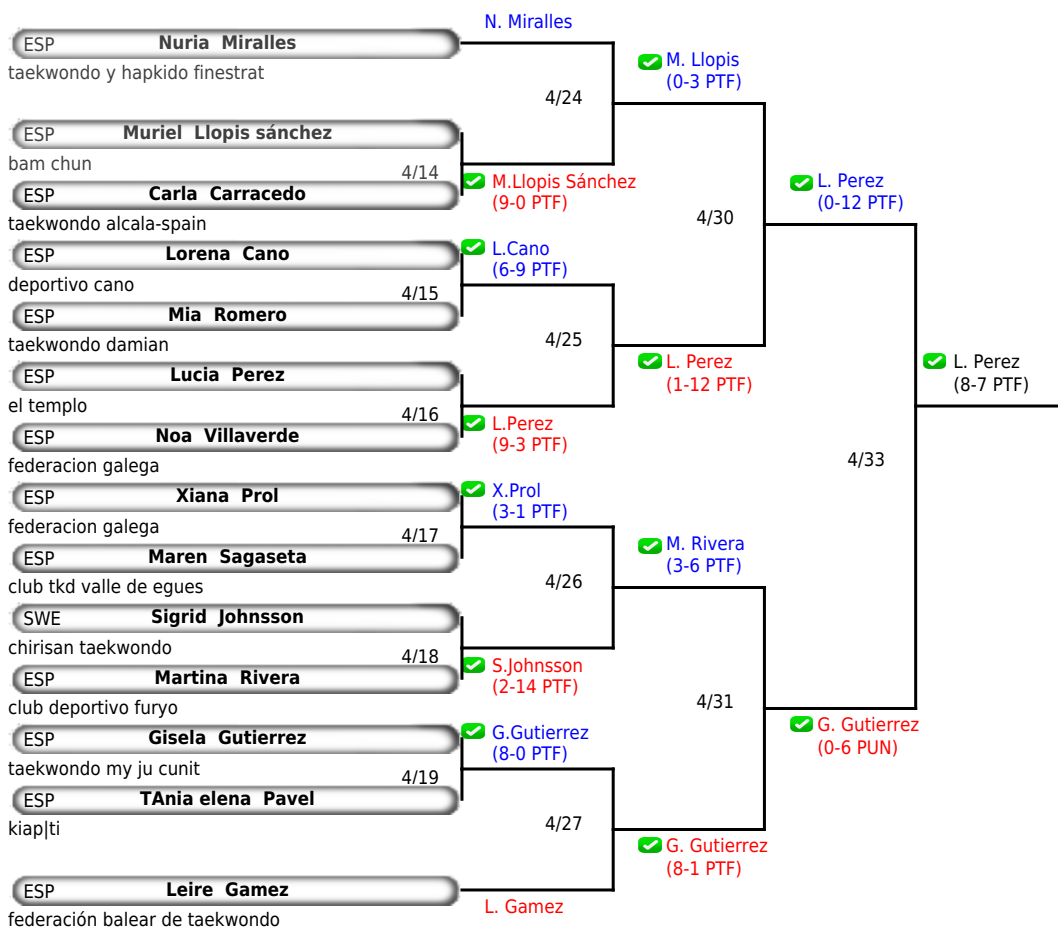 N. Miralles
ESP Nuria Miralles
taekwondo y hapkido finestrat
M. Llopis
(0-3 PTF)
4/24
ESP Muriel Llopis sánchez
bam chun
4/14
M.Llopis Sánchez
(9-0 PTF)
ESP Carla Carracedo
taekwondo alcala-spain
L. Perez
(0-12 PTF)
4/30
ESP Lorena Cano
deportivo cano
L.Cano
(6-9 PTF)
4/15
ESP Mia Romero
taekwondo damian
4/25
ESP Lucia Perez
el templo
L. Perez
(1-12 PTF)
L. Perez
(8-7 PTF)
4/16
ESP Noa Villaverde
federacion galega
L.Perez
(9-3 PTF)
4/33
ESP Xiana Prol
federacion galega
X.Prol
(3-1 PTF)
4/17
ESP Maren Sagaseta
club tkd valle de egues
M. Rivera
(3-6 PTF)
4/26
SWE Sigrid Johnsson
chirisan taekwondo
4/18
S.Johnsson
(2-14 PTF)
ESP Martina Rivera
club deportivo furyo
4/31
ESP Gisela Gutierrez
taekwondo my ju cunit
G.Gutierrez
(8-0 PTF)
G. Gutierrez
(0-6 PUN)
4/19
ESP TAnia elena Pavel
kiap|ti
4/27
G. Gutierrez
(8-1 PTF)
ESP Leire Gamez
federación balear de taekwondo
L. Gamez